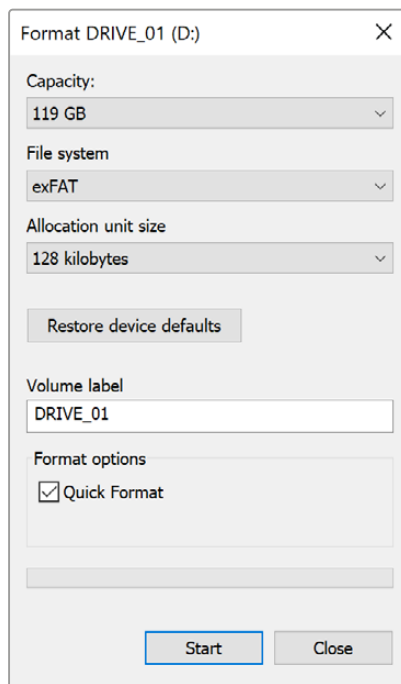 Format DRIVE_01 (D:)
Capacity:
119 GB
File system
exFAT
Allocation unit size
128 kilobytes
Restore device defaults
Volume label
DRIVE_01
Format options
Quick Format
Start
Close